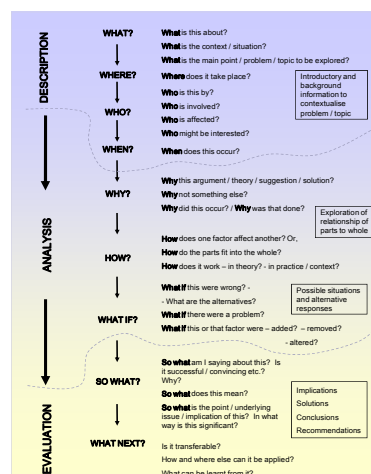 DESCRIPTION
WHAT?
What is this about?
What is the context / situation?
What is the main point / problem / topic to be explored?
WHERE?
Where does it take place?
Who is this by?
WHO?
Who is involved?
Who is affected?
Who might be interested?
WHEN?
When does this occur?
Introductory and
background
information to
contextualise
problem / topic
ANALYSIS
WHY?
Why this argument / theory / suggestion / solution?
Why not something else?
Why did this occur? / Why was that done?
Exploration of
relationship of
parts to whole
HOW?
How does one factor affect another? Or,
How do the parts fit into the whole?
How does it work – in theory? - in practice / context?
WHAT IF?
What if this were wrong? -
- What are the alternatives?
What if there were a problem?
What if this or that factor were – added? – removed?
- altered?
Possible situations
and alternative
responses
EVALUATION
SO WHAT?
So what am I saying about this? Is
it successful / convincing etc.?
Why?
So what does this mean?
So what is the point / underlying
issue / implication of this? In what
way is this significant?
Implications
Solutions
Conclusions
Recommendations
WHAT NEXT?
Is it transferable?
How and where else can it be applied?
What can be learnt from it?